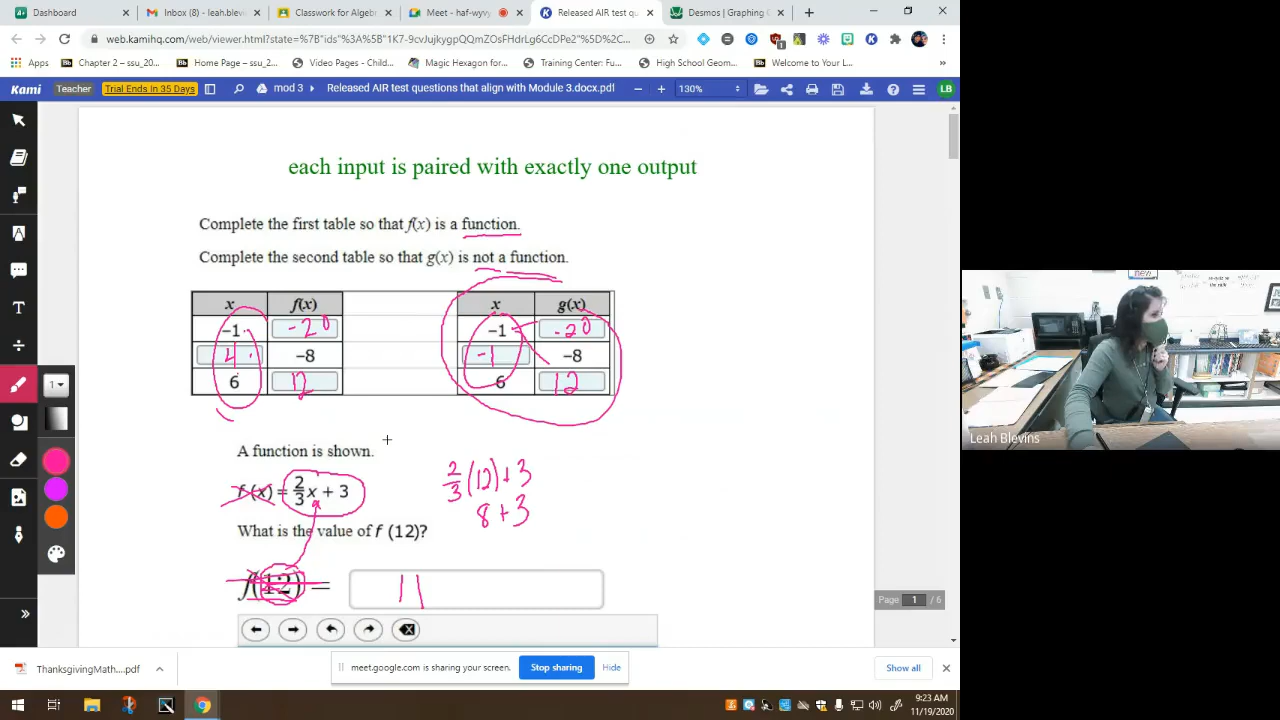 Dashboard
Inbox (8) - leah.blev
Classwork for Algeb
Meet - haf-wyvy
Released AIR test qu
Desmos | Graphing C
web.kamihq.com/web/viewer.html?state=%7B"ids"%3A%5B"1K7-9cvJujkygpQQmZOsFHdrLg6CcDPe2"%5D%2C...
Apps
Chapter 2 – ssu_20...
Home Page – ssu_2...
Video Pages - Child...
Magic Hexagon for...
Training Center: Fu...
High School Geom...
Welcome to Your L...
Kami
Teacher
Trial Ends In 35 Days
mod 3
Released AIR test questions that align with Module 3.docx.pdf
130%
LB
each input is paired with exactly one output
Complete the first table so that f(x) is a function.
Complete the second table so that g(x) is not a function.
x f(x) x g(x)
-1 -20 -1 -20
4 -8 -1 -8
6 12 6 12
A function is shown.
f(x) = 2/3 x + 3
2/3 (12) + 3
8 + 3
What is the value of f (12)?
f(12) = 11
Page 1 / 6
new
Leah Blevins
ThanksgivingMath....pdf
meet.google.com is sharing your screen.
Stop sharing
Hide
Show all
9:23 AM
11/19/2020